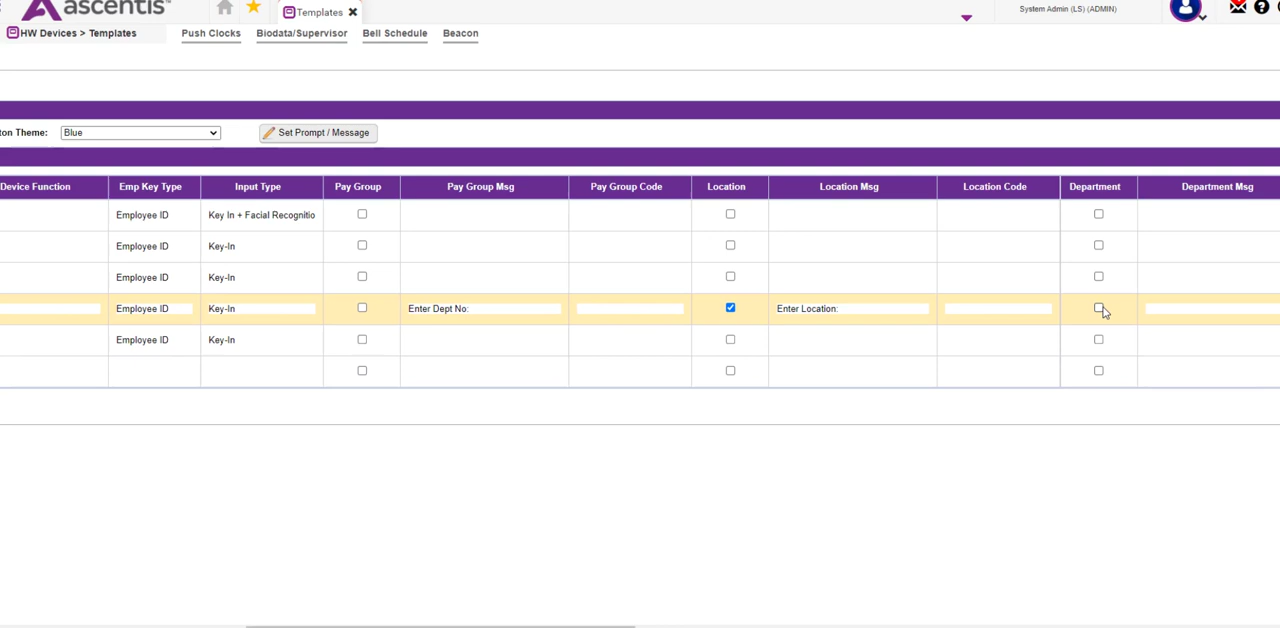 ascentis™
Templates
System Admin (LS) (ADMIN)
HW Devices > Templates
Push Clocks
Biodata/Supervisor
Bell Schedule
Beacon
ton Theme:
Blue
Set Prompt / Message
Device Function Emp Key Type Input Type Pay Group Pay Group Msg Pay Group Code Location Location Msg Location Code Department Department Msg
Employee ID Key In + Facial Recognitio
Employee ID Key-In
Employee ID Key-In
Employee ID Key-In Enter Dept No: Enter Location:
Employee ID Key-In